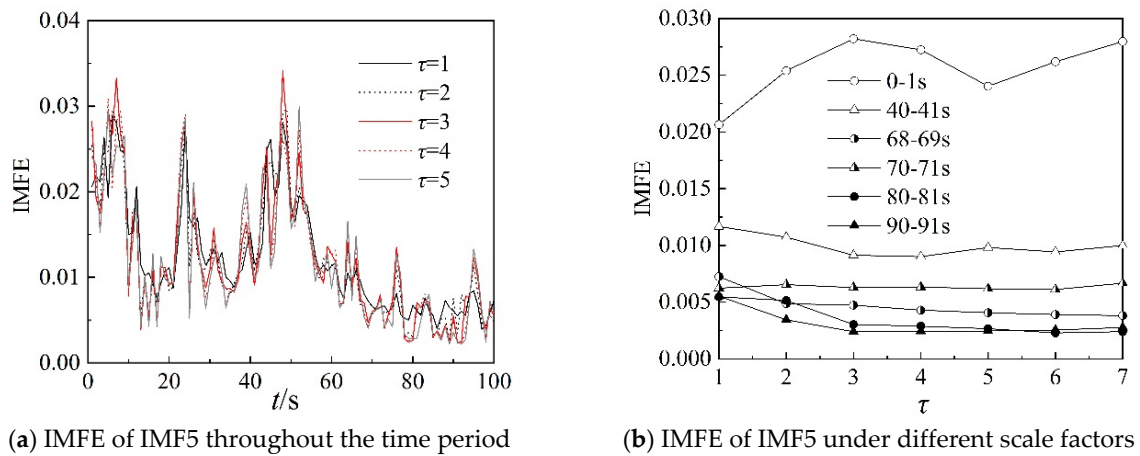 0.04
0.03
0.02
0.01
0.00
IMFE
τ=1
τ=2
τ=3
τ=4
τ=5
0 20 40 60 80 100
t/s
(a) IMFE of IMF5 throughout the time period
0.030
0.025
0.020
0.015
0.010
0.005
0.000
IMFE
0-1s
40-41s
68-69s
70-71s
80-81s
90-91s
1 2 3 4 5 6 7
τ
(b) IMFE of IMF5 under different scale factors